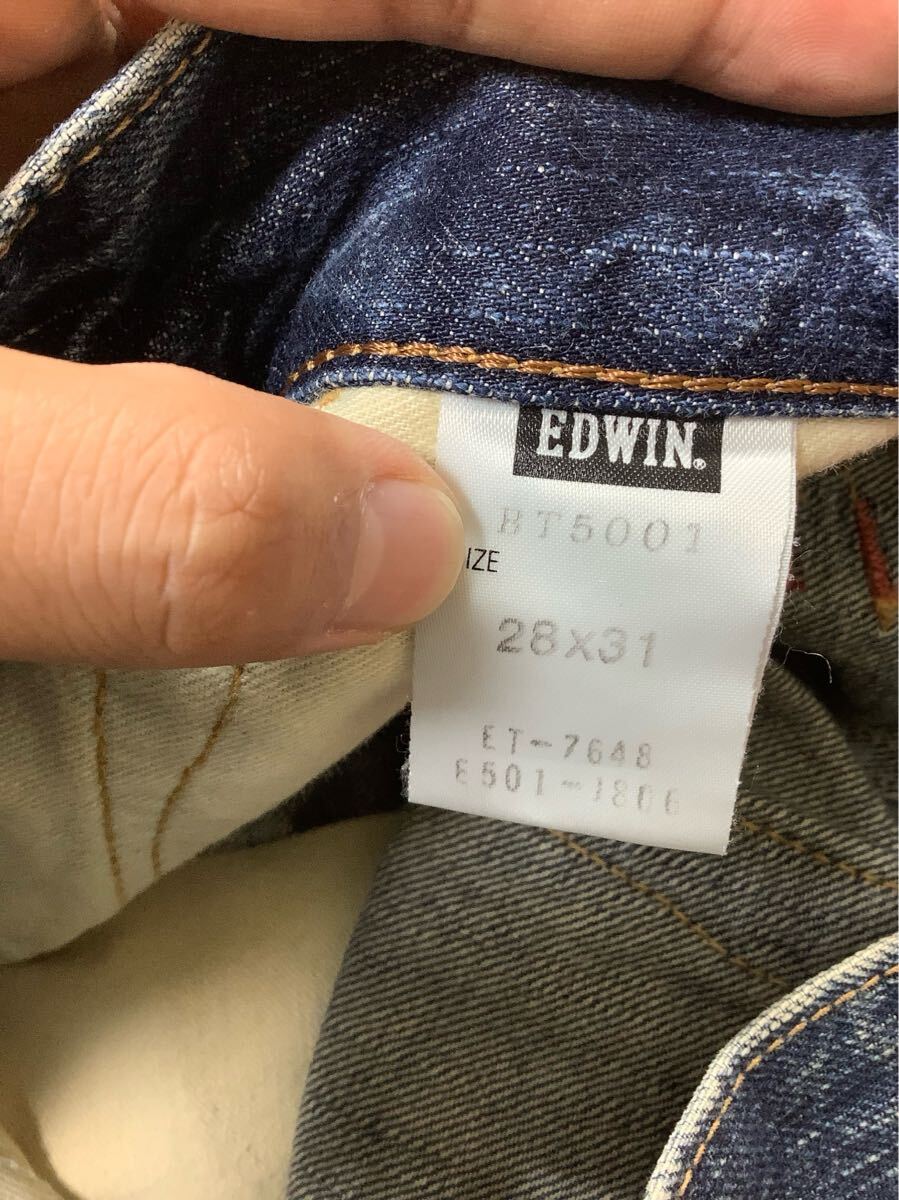 EDWIN.
BT5001
IZE
28x31
ET-7648
E501-1806